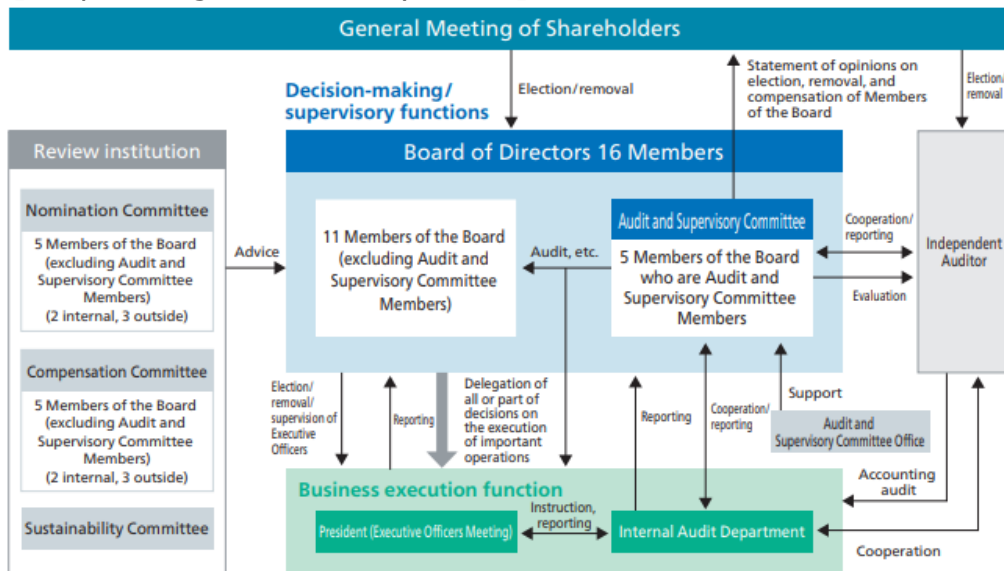 General Meeting of Shareholders
Decision-making/
supervisory functions
Election/removal
Statement of opinions on
election, removal, and
compensation of Members
of the Board
Election/
removal
Review institution
Nomination Committee
5 Members of the Board
(excluding Audit and
Supervisory Committee
Members)
(2 internal, 3 outside)
Compensation Committee
5 Members of the Board
(excluding Audit and
Supervisory Committee
Members)
(2 internal, 3 outside)
Sustainability Committee
Advice
Board of Directors 16 Members
11 Members of the Board
(excluding Audit and
Supervisory Committee
Members)
Audit, etc.
Audit and Supervisory Committee
5 Members of the Board
who are Audit and
Supervisory Committee
Members
Cooperation/
reporting
Evaluation
Independent
Auditor
Election/
removal/
supervision of
Executive
Officers
Reporting
Delegation of
all or part of
decisions on
the execution
of important
operations
Reporting
Cooperation/
reporting
Support
Audit and
Supervisory Committee Office
Accounting
audit
Business execution function
President (Executive Officers Meeting)
Instruction,
reporting
Internal Audit Department
Cooperation